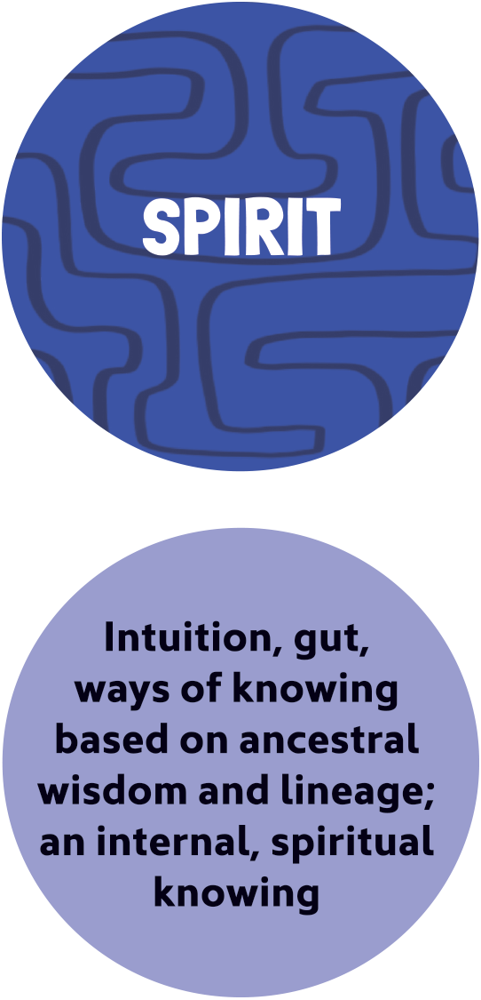 SPIRIT
Intuition, gut,
ways of knowing
based on ancestral
wisdom and lineage;
an internal, spiritual
knowing